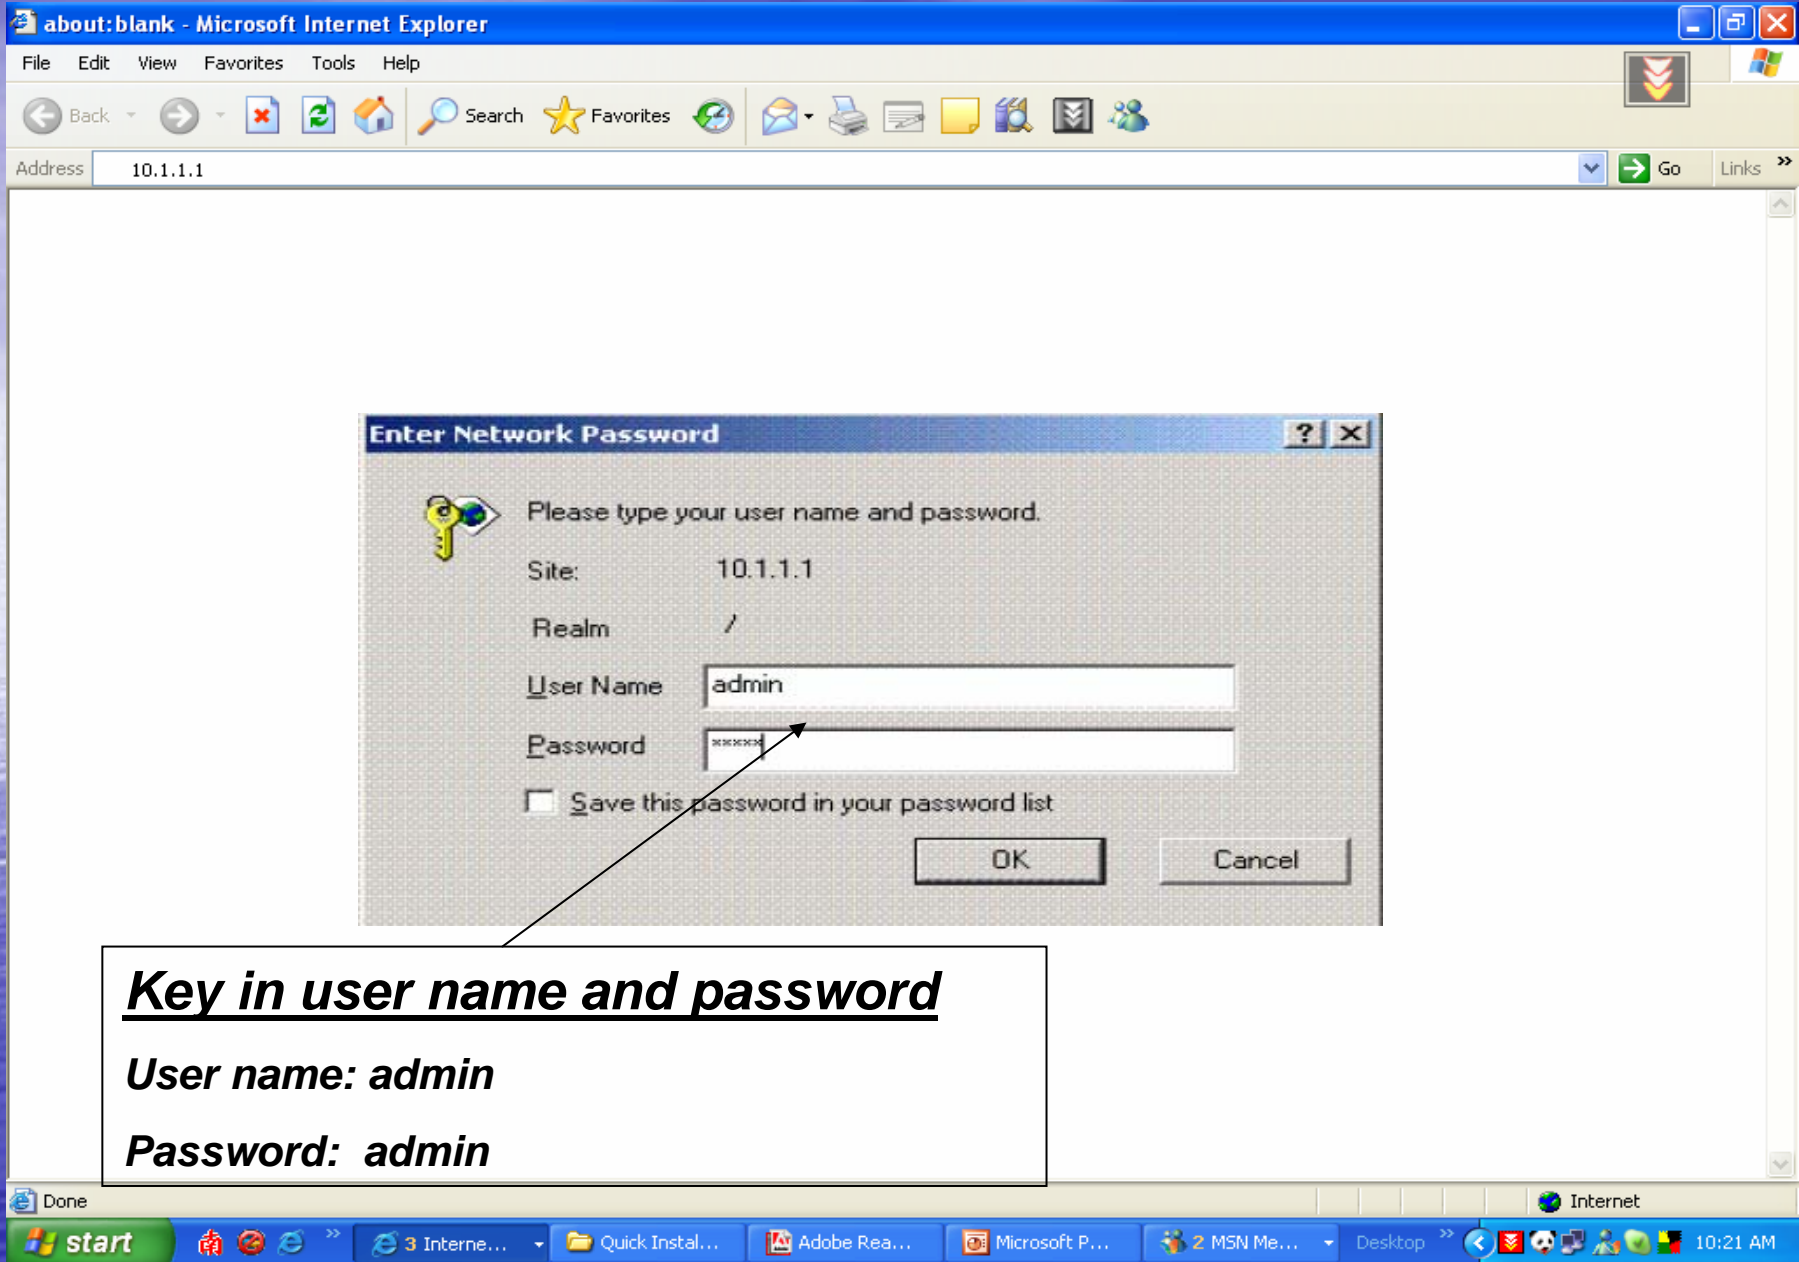 about:blank - Microsoft Internet Explorer
File Edit View Favorites Tools Help
Back Search Favorites
Address 10.1.1.1 Go Links »
Enter Network Password
Please type your user name and password.
Site: 10.1.1.1
Realm /
User Name admin
Password *****
Save this password in your password list
OK Cancel
Key in user name and password
User name: admin
Password: admin
Done Internet
start » 3 Interne... Quick Instal... Adobe Rea... Microsoft P... 2 MSN Me... Desktop » 10:21 AM